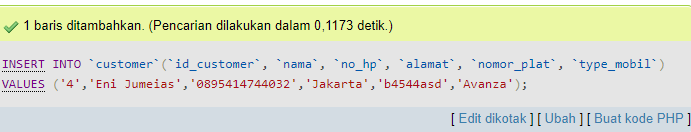 1 baris ditambahkan. (Pencarian dilakukan dalam 0,1173 detik.)
INSERT INTO `customer`(`id_customer`, `nama`, `no_hp`, `alamat`, `nomor_plat`, `type_mobil`)
VALUES ('4','Eni Jumeias','0895414744032','Jakarta','b4544asd','Avanza');
[ Edit dikotak ] [ Ubah ] [ Buat kode PHP ]